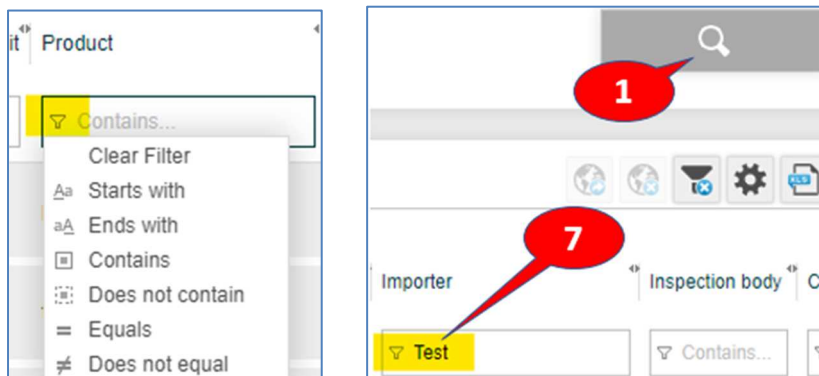 it Product
Contains...
Clear Filter
Aa Starts with
aA Ends with
Contains
Does not contain
= Equals
≠ Does not equal
1
XLS
7
Importer Inspection body C
Test Contains...